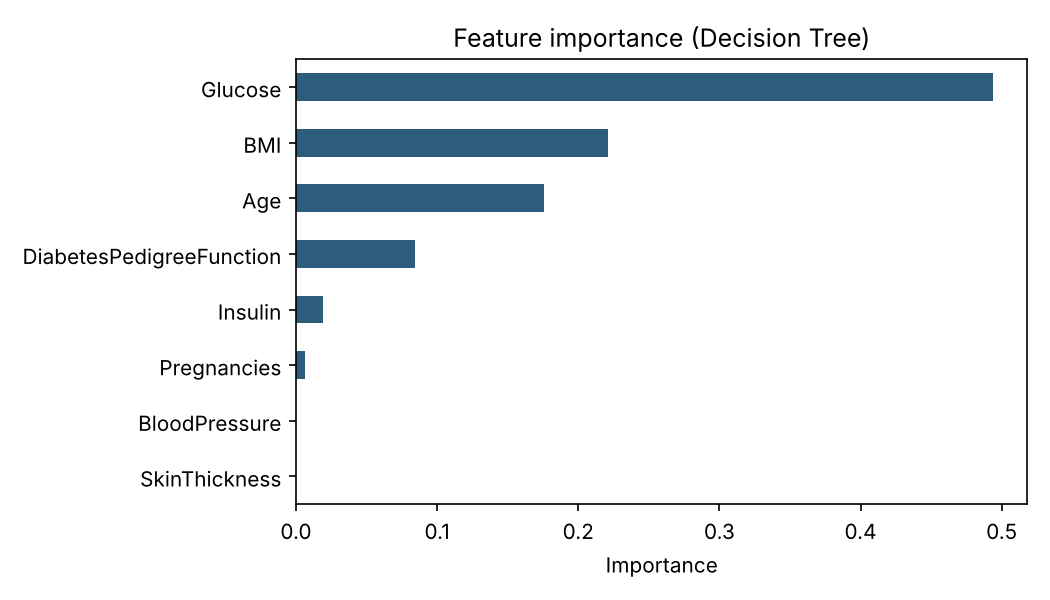 Feature importance (Decision Tree)
Glucose
BMI
Age
DiabetesPedigreeFunction
Insulin
Pregnancies
BloodPressure
SkinThickness
0.0 0.1 0.2 0.3 0.4 0.5
Importance